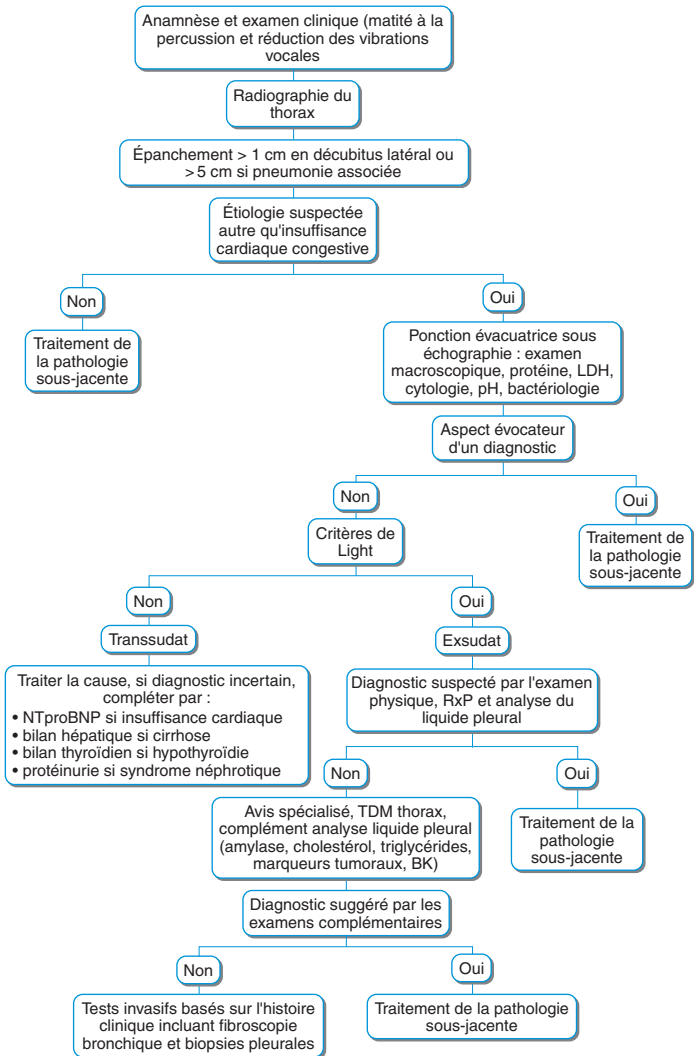 Anamnèse et examen clinique (matité à la
percussion et réduction des vibrations
vocales
Radiographie du
thorax
Épanchement > 1 cm en décubitus latéral ou
> 5 cm si pneumonie associée
Étiologie suspectée
autre qu'insuffisance
cardiaque congestive
Non
Oui
Traitement de
la pathologie
sous-jacente
Ponction évacuatrice sous
échographie : examen
macroscopique, protéine, LDH,
cytologie, pH, bactériologie
Aspect évocateur
d'un diagnostic
Non
Oui
Critères de
Light
Traitement de
la pathologie
sous-jacente
Non
Oui
Transsudat
Exsudat
Traiter la cause, si diagnostic incertain,
compléter par :
• NTproBNP si insuffisance cardiaque
• bilan hépatique si cirrhose
• bilan thyroïdien si hypothyroïdie
• protéinurie si syndrome néphrotique
Diagnostic suspecté par l'examen
physique, RxP et analyse du
liquide pleural
Non
Oui
Avis spécialisé, TDM thorax,
complément analyse liquide pleural
(amylase, cholestérol, triglycérides,
marqueurs tumoraux, BK)
Traitement de la
pathologie
sous-jacente
Diagnostic suggéré par les
examens complémentaires
Non
Oui
Tests invasifs basés sur l'histoire
clinique incluant fibroscopie
bronchique et biopsies pleurales
Traitement de la pathologie
sous-jacente